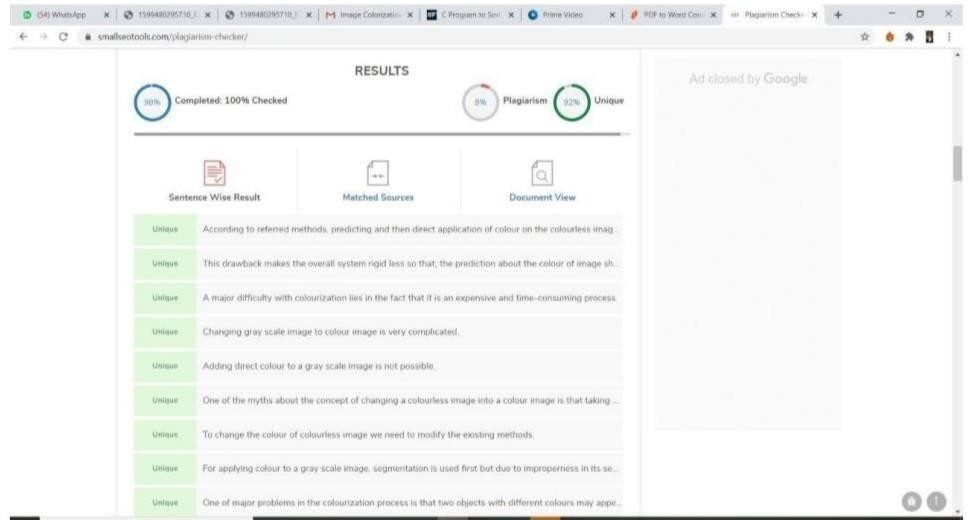 (54) WhatsApp
1599480295710_
1599480295710_
Image Colorizatio
C Program to Sort
Prime Video
PDF to Word Con
Plagiarism Check
smallseotools.com/plagiarism-checker/
RESULTS
Completed: 100% Checked
8%
Plagiarism
92%
Unique
Ad closed by Google
Sentence Wise Result
Matched Sources
Document View
Unique
According to referred methods, predicting and then direct application of colour on the colourless imag...
Unique
This drawback makes the overall system rigid less so that, the prediction about the colour of image sh...
Unique
A major difficulty with colourization lies in the fact that it is an expensive and time-consuming process.
Unique
Changing gray scale image to colour image is very complicated.
Unique
Adding direct colour to a gray scale image is not possible.
Unique
One of the myths about the concept of changing a colourless image into a colour image is that taking ...
Unique
To change the colour of colourless image we need to modify the existing methods.
Unique
For applying colour to a gray scale image, segmentation is used first but due to improperness in its se...
Unique
One of major problems in the colourization process is that two objects with different colours may appe...